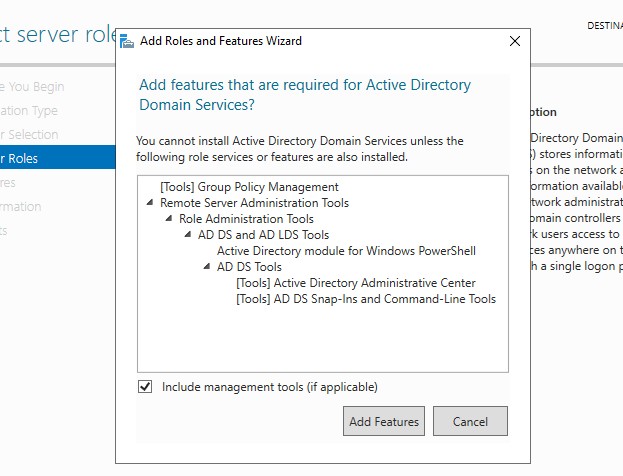 ct server role
DESTINA
Add Roles and Features Wizard
Add features that are required for Active Directory
Domain Services?
You cannot install Active Directory Domain Services unless the
following role services or features are also installed.
[Tools] Group Policy Management
Remote Server Administration Tools
Role Administration Tools
AD DS and AD LDS Tools
Active Directory module for Windows PowerShell
AD DS Tools
[Tools] Active Directory Administrative Center
[Tools] AD DS Snap-Ins and Command-Line Tools
Include management tools (if applicable)
Add Features
Cancel
e You Begin
ation Type
r Selection
r Roles
res
rmation
ts
ption
Directory Domain
S) stores informati
s on the network a
ormation availabl
twork administrat
omain controllers
rk users access to
ces anywhere on t
h a single logon p